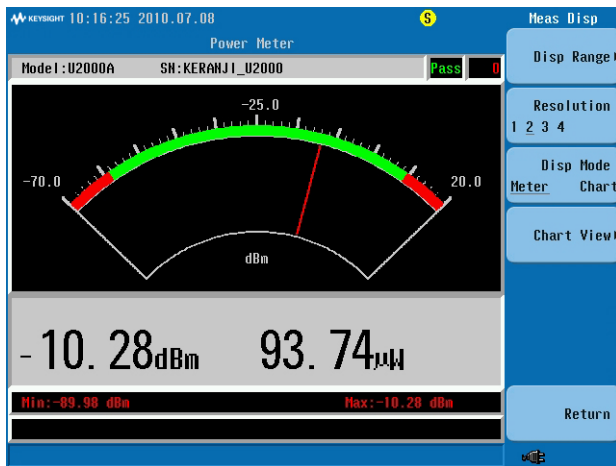 KEYSIGHT 10:16:25 2010.07.08 S Meas Disp
Power Meter
Model:U2000A SN:KERANJI_U2000 Pass 0
Disp Range
-25.0
Resolution
1 2 3 4
-70.0 20.0
Disp Mode
Meter Chart
Chart View
dBm
-10.28dBm 93.74µW
Min:-89.98 dBm Max:-10.28 dBm
Return